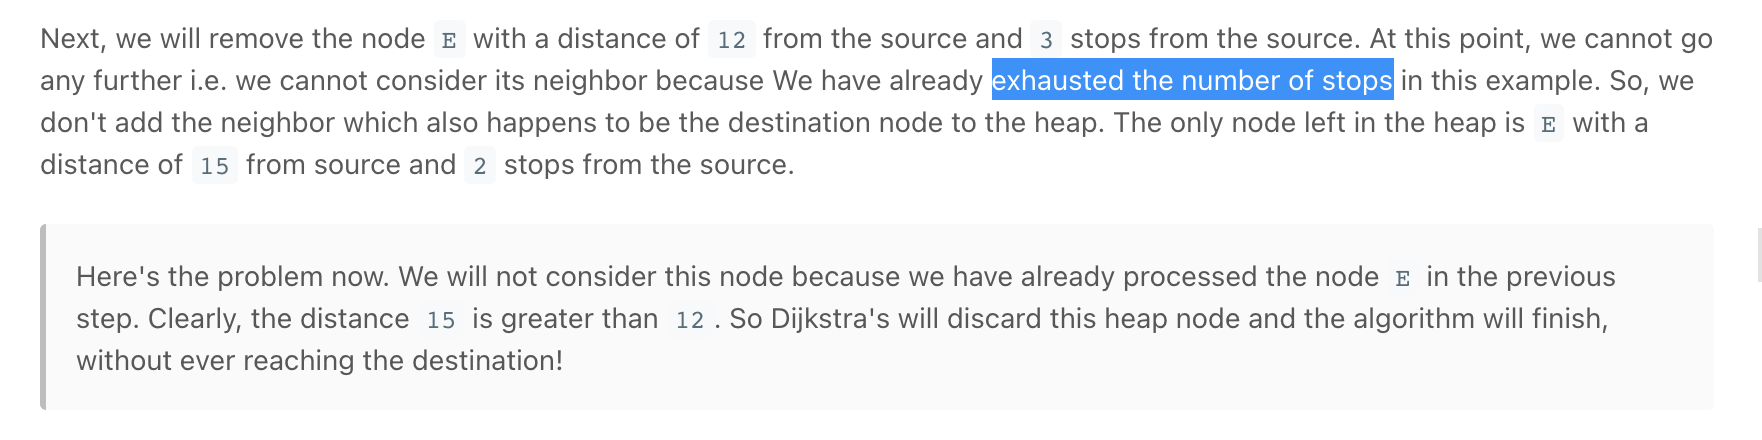 Next, we will remove the node E with a distance of 12 from the source and 3 stops from the source. At this point, we cannot go
any further i.e. we cannot consider its neighbor because We have already exhausted the number of stops in this example. So, we
don't add the neighbor which also happens to be the destination node to the heap. The only node left in the heap is E with a
distance of 15 from source and 2 stops from the source.
Here's the problem now. We will not consider this node because we have already processed the node E in the previous
step. Clearly, the distance 15 is greater than 12 . So Dijkstra's will discard this heap node and the algorithm will finish,
without ever reaching the destination!